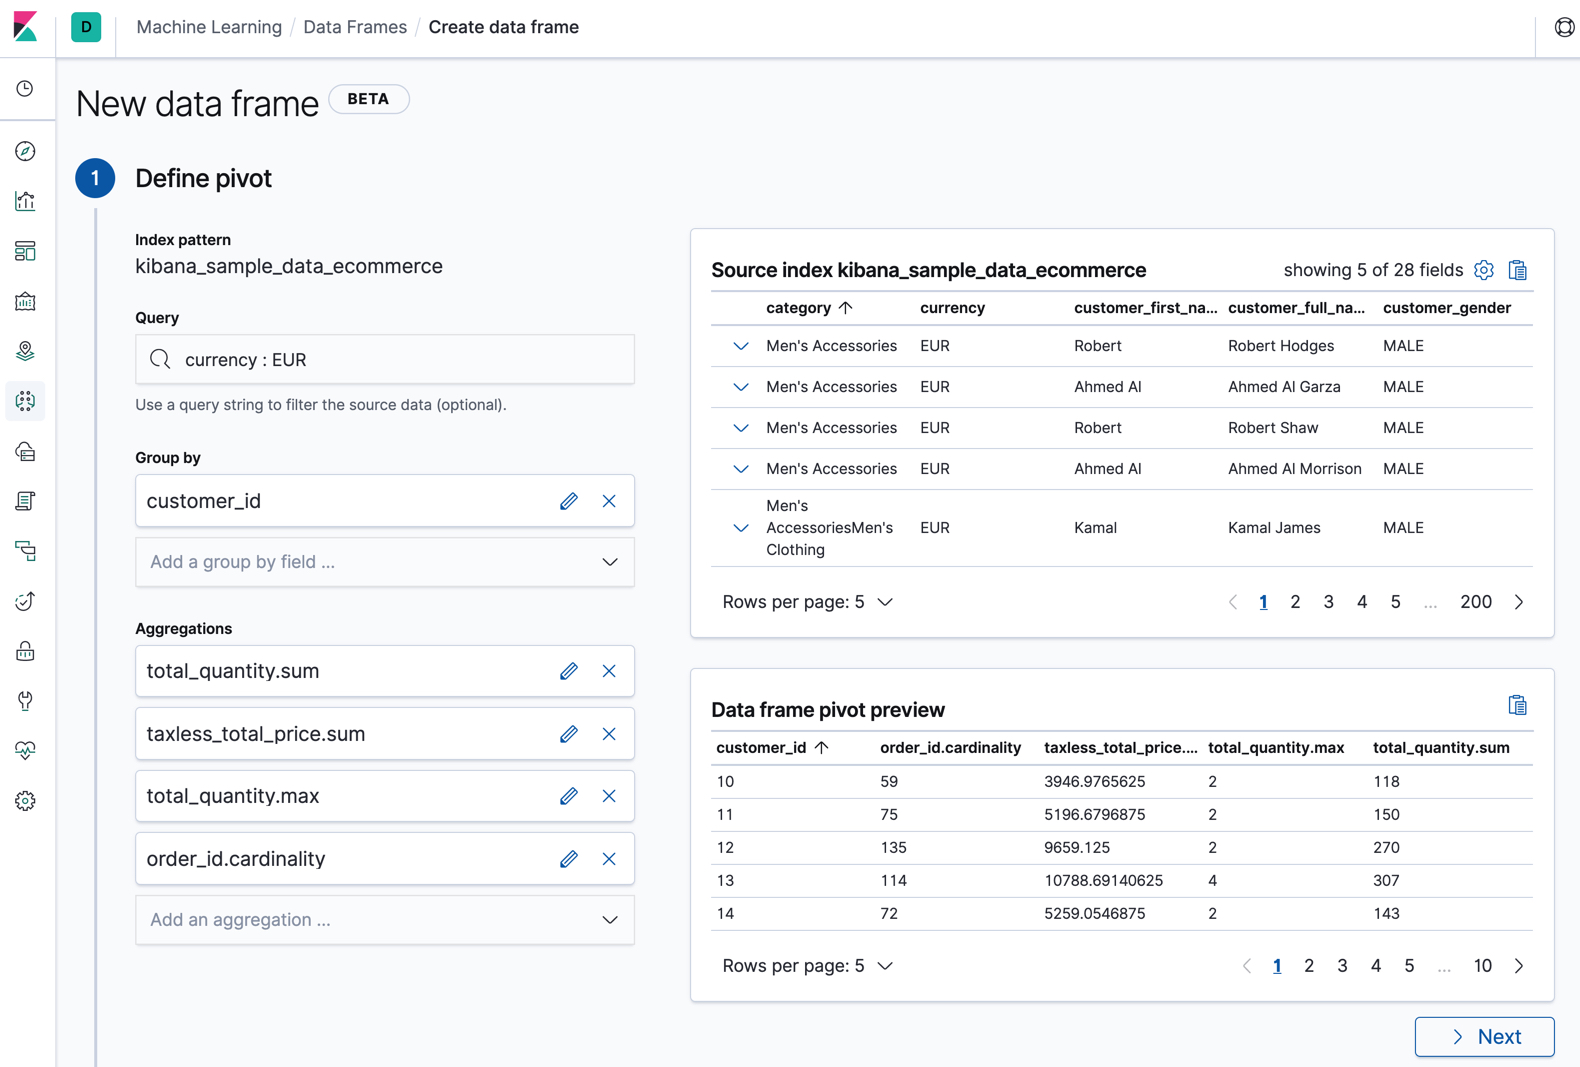 D Machine Learning / Data Frames / Create data frame
New data frame BETA
1 Define pivot
Index pattern
kibana_sample_data_ecommerce
Query
currency : EUR
Use a query string to filter the source data (optional).
Group by
customer_id
Add a group by field ...
Aggregations
total_quantity.sum
taxless_total_price.sum
total_quantity.max
order_id.cardinality
Add an aggregation ...
Source index kibana_sample_data_ecommerce showing 5 of 28 fields
category currency customer_first_na... customer_full_na... customer_gender
Men's Accessories EUR Robert Robert Hodges MALE
Men's Accessories EUR Ahmed Al Ahmed Al Garza MALE
Men's Accessories EUR Robert Robert Shaw MALE
Men's Accessories EUR Ahmed Al Ahmed Al Morrison MALE
Men's
AccessoriesMen's EUR Kamal Kamal James MALE
Clothing
Rows per page: 5 1 2 3 4 5 ... 200
Data frame pivot preview
customer_id order_id.cardinality taxless_total_price.... total_quantity.max total_quantity.sum
10 59 3946.9765625 2 118
11 75 5196.6796875 2 150
12 135 9659.125 2 270
13 114 10788.69140625 4 307
14 72 5259.0546875 2 143
Rows per page: 5 1 2 3 4 5 ... 10
Next